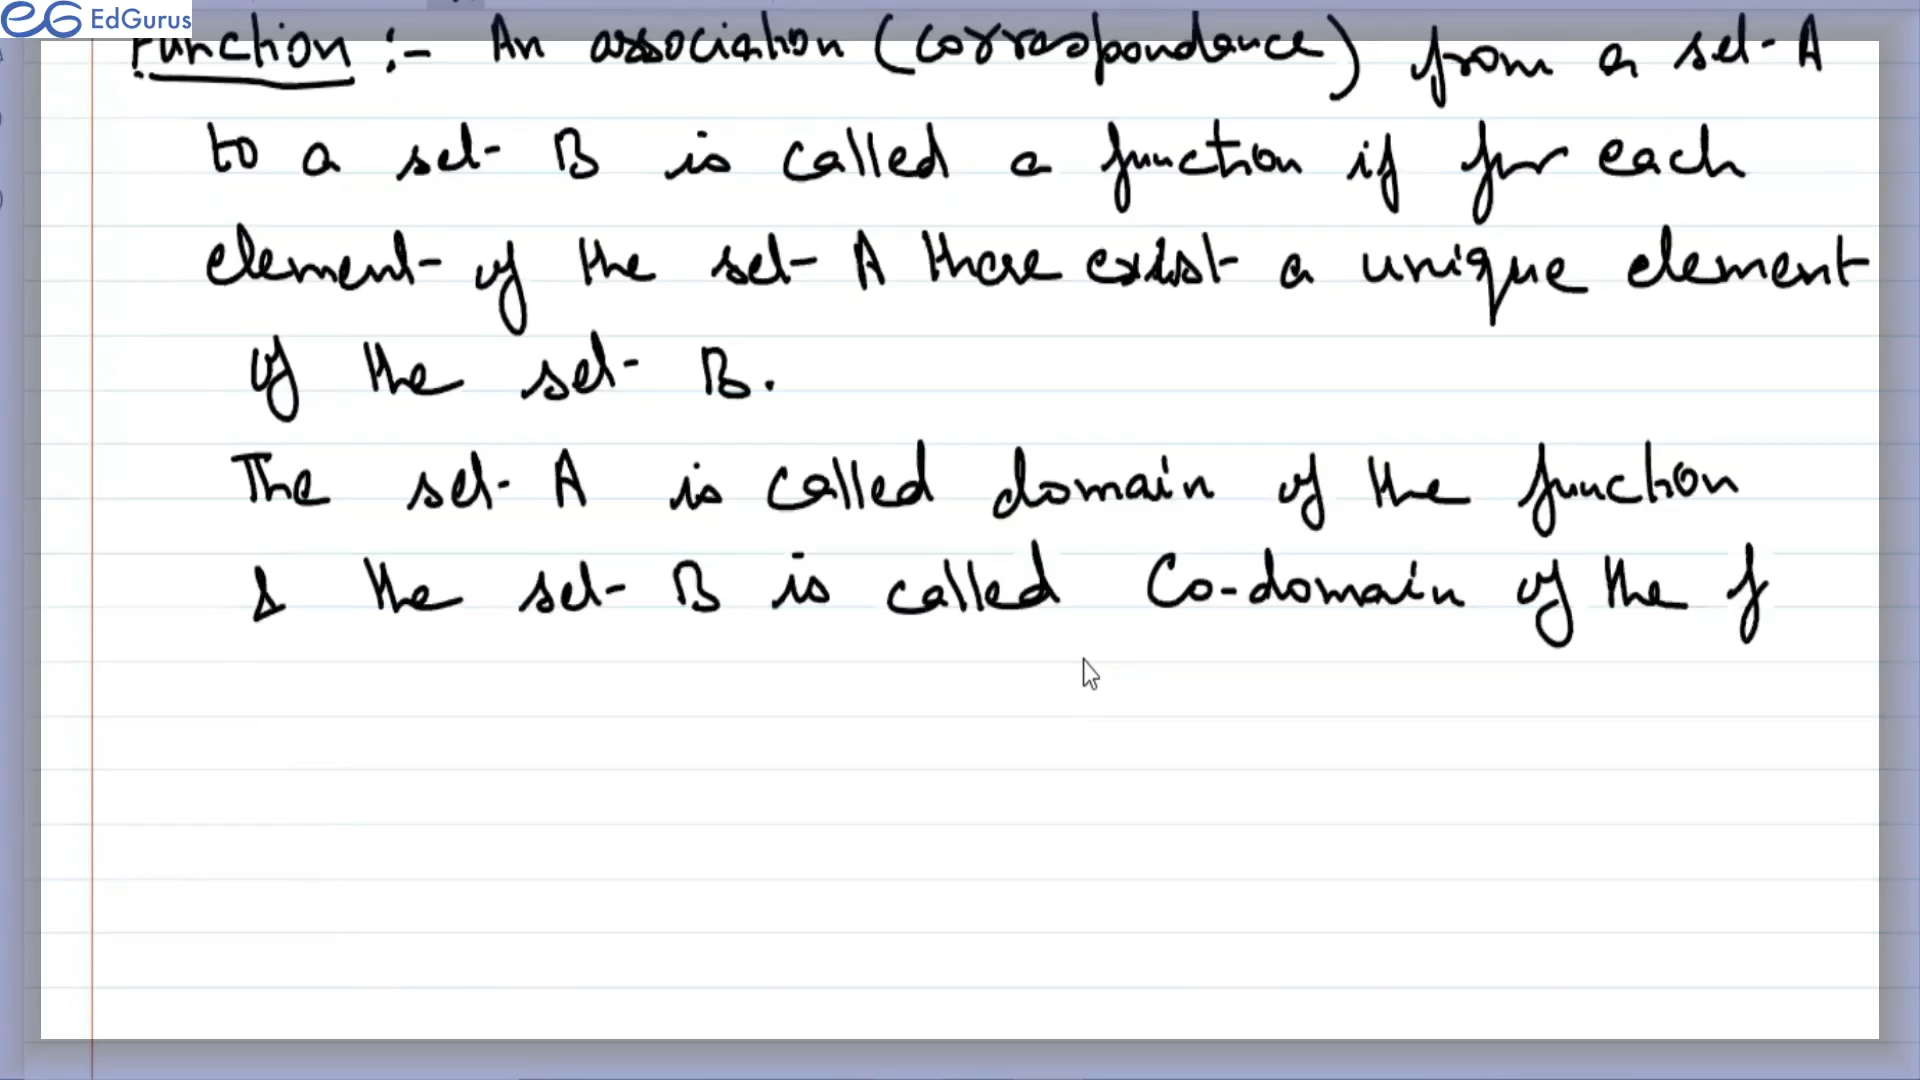 EG EdGurus
Function :- An association (correspondance) from a set A
to a set B is called a function if for each
element of the set A there exist a unique element
of the set B.
The set A is called domain of the function
& the set B is called Co-domain of the f